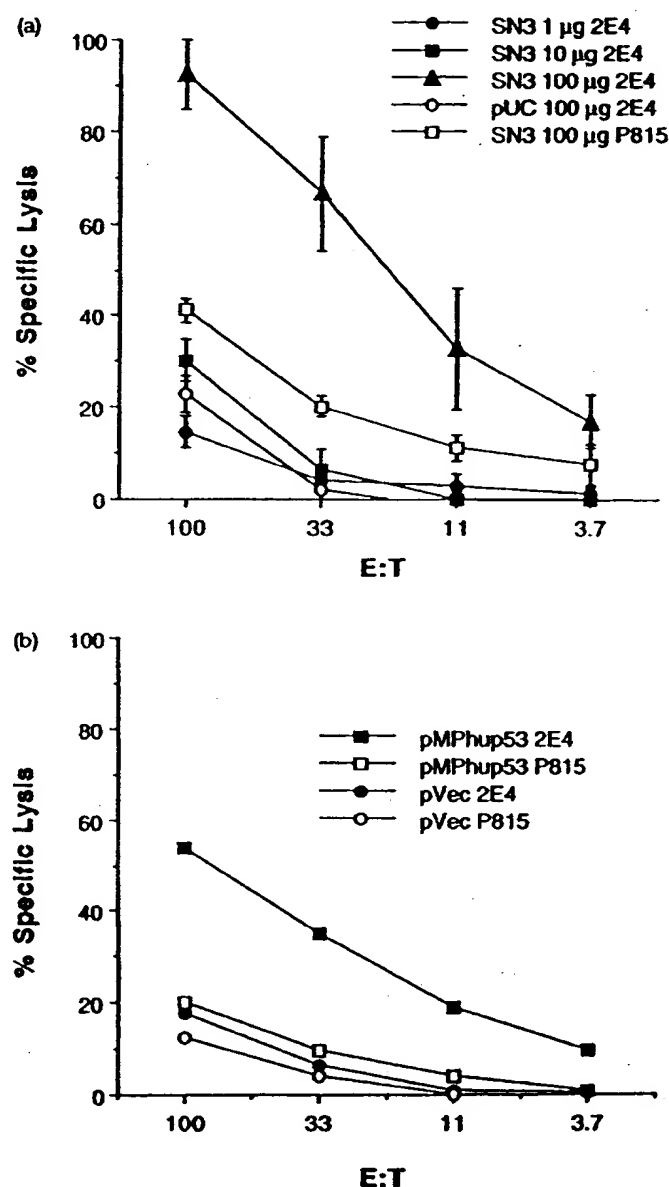 (a)
SN3 1 µg 2E4
SN3 10 µg 2E4
SN3 100 µg 2E4
pUC 100 µg 2E4
SN3 100 µg P815
% Specific Lysis
100
80
60
40
20
0
100 33 11 3.7
E:T
(b)
pMPhup53 2E4
pMPhup53 P815
pVec 2E4
pVec P815
% Specific Lysis
100
80
60
40
20
0
100 33 11 3.7
E:T